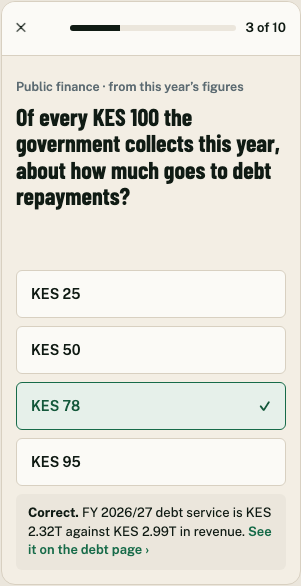 3 of 10
Public finance · from this year's figures
Of every KES 100 the
government collects this year,
about how much goes to debt
repayments?
KES 25
KES 50
KES 78
KES 95
Correct. FY 2026/27 debt service is KES
2.32T against KES 2.99T in revenue. See
it on the debt page ›